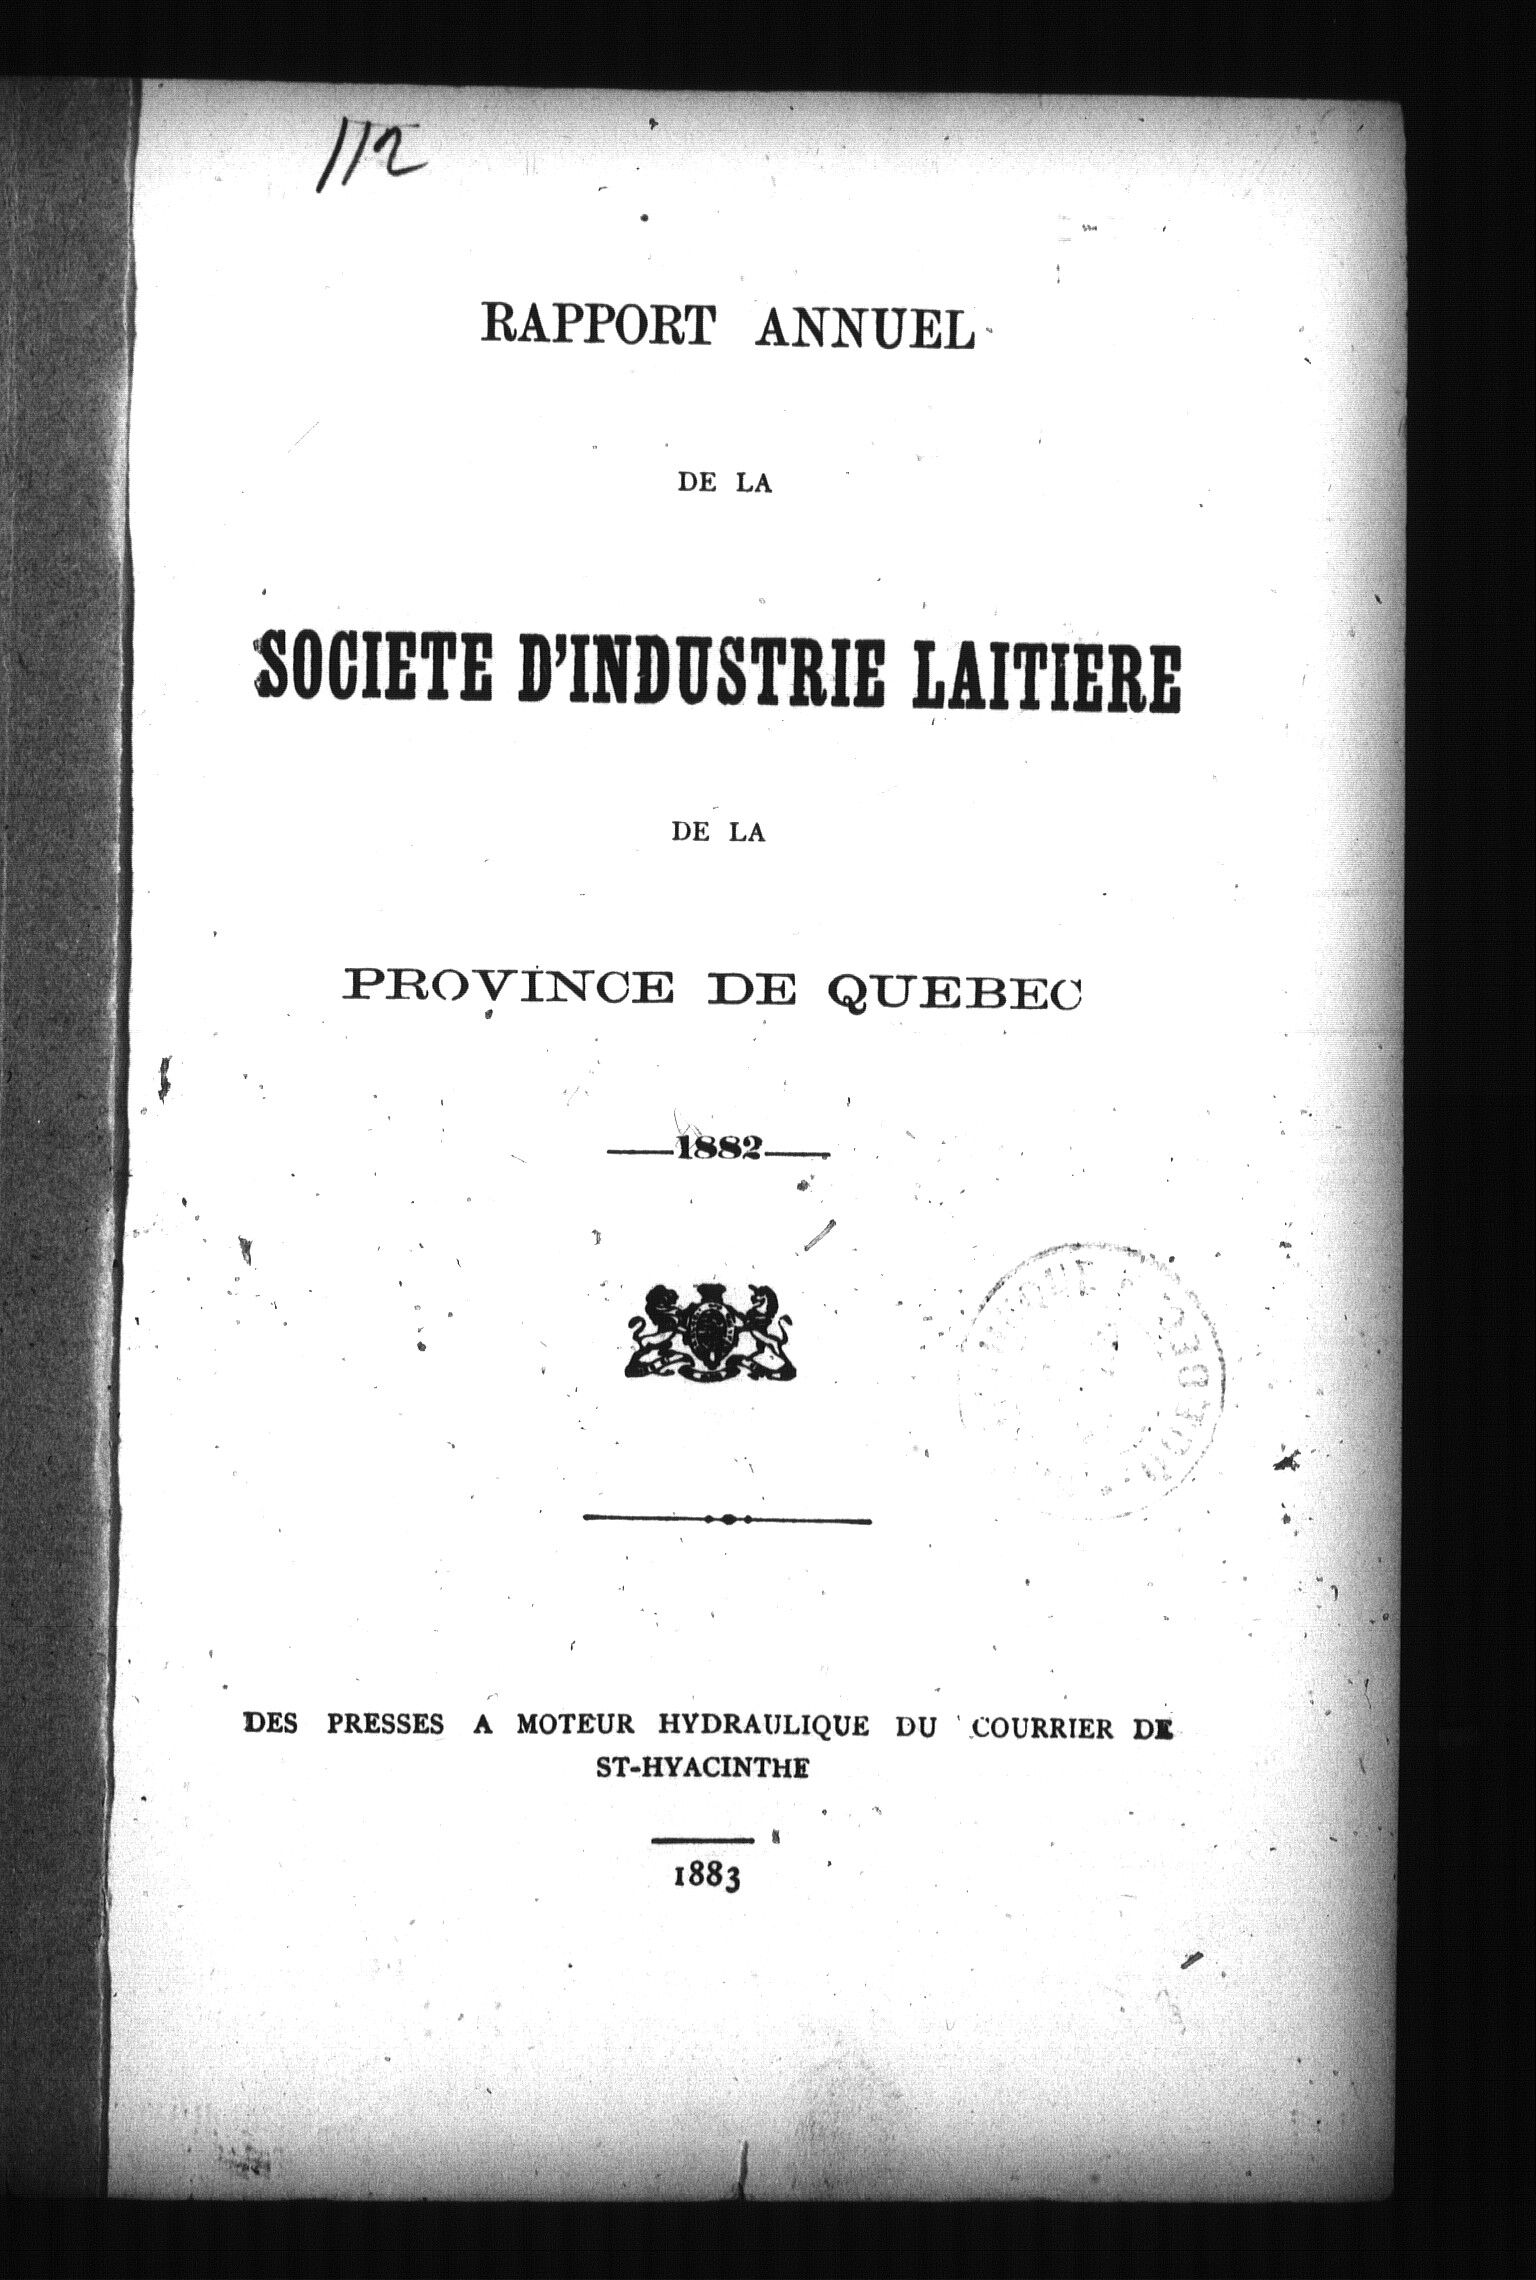 112
RAPPORT ANNUEL
DE LA
SOCIETE D'INDUSTRIE LAITIERE
DE LA
PROVINCE DE QUEBEC
—1882—
DES PRESSES A MOTEUR HYDRAULIQUE DU COURRIER DE
ST-HYACINTHE
1883